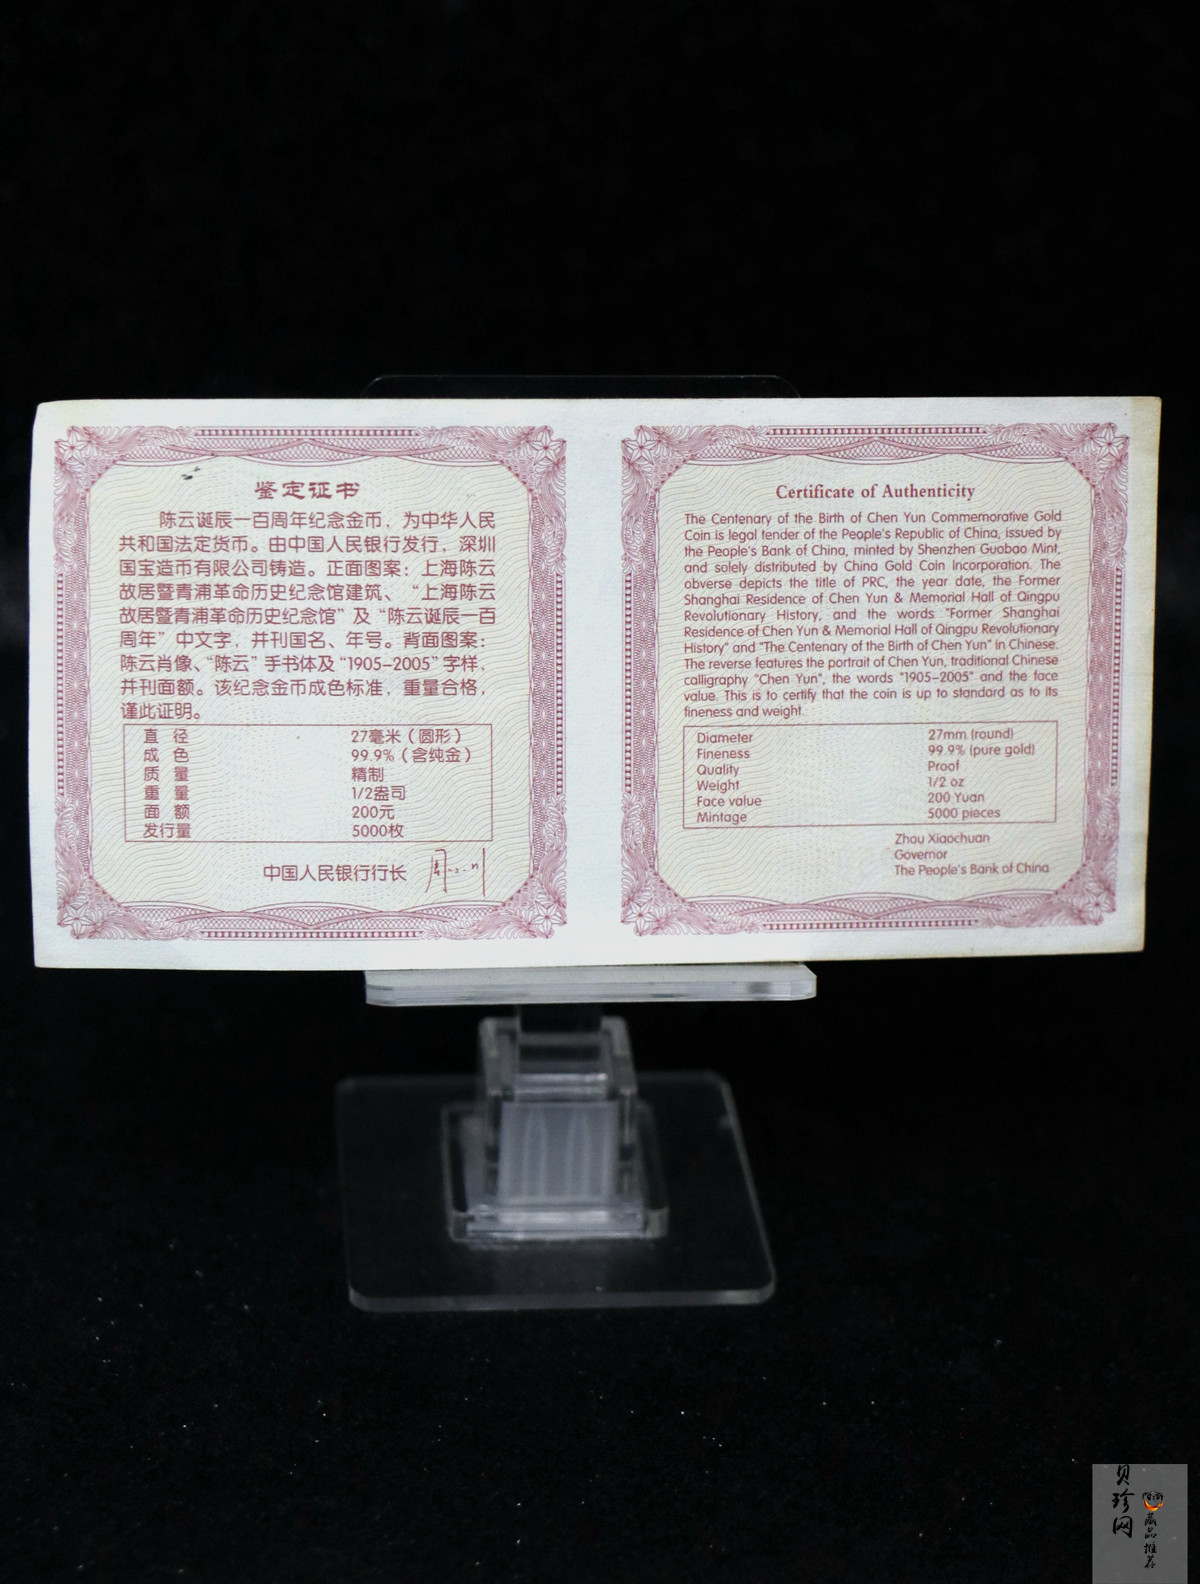 鉴定证书
陈云诞辰一百周年纪念金币，为中华人民
共和国法定货币。由中国人民银行发行，深圳
国宝造币有限公司铸造。正面图案：上海陈云
故居暨青浦革命历史纪念馆建筑、“上海陈云
故居暨青浦革命历史纪念馆”及“陈云诞辰一百
周年”中文字，并刊国名、年号。背面图案：
陈云肖像、“陈云”手书体及“1905-2005”字样，
并刊面额。该纪念金币成色标准，重量合格，
谨此证明。
直 径 27毫米（圆形）
成 色 99.9%（含纯金）
质 量 精制
重 量 1/2盎司
面 额 200元
发行量 5000枚
中国人民银行行长
Certificate of Authenticity
The Centenary of the Birth of Chen Yun Commemorative Gold
Coin is legal tender of the People's Republic of China, issued by
the People's Bank of China, minted by Shenzhen Guobao Mint,
and solely distributed by China Gold Coin Incorporation. The
obverse depicts the title of PRC, the year date, the Former
Shanghai Residence of Chen Yun & Memorial Hall of Qingpu
Revolutionary History, and the words "Former Shanghai
Residence of Chen Yun & Memorial Hall of Qingpu Revolutionary
History" and "The Centenary of the Birth of Chen Yun" in Chinese.
The reverse features the portrait of Chen Yun, traditional Chinese
calligraphy "Chen Yun", the words "1905-2005" and the face
value. This is to certify that the coin is up to standard as to its
fineness and weight.
Diameter 27mm (round)
Fineness 99.9% (pure gold)
Quality Proof
Weight 1/2 oz
Face value 200 Yuan
Mintage 5000 pieces
Zhou Xiaochuan
Governor
The People's Bank of China
贝珍网
藏品推荐